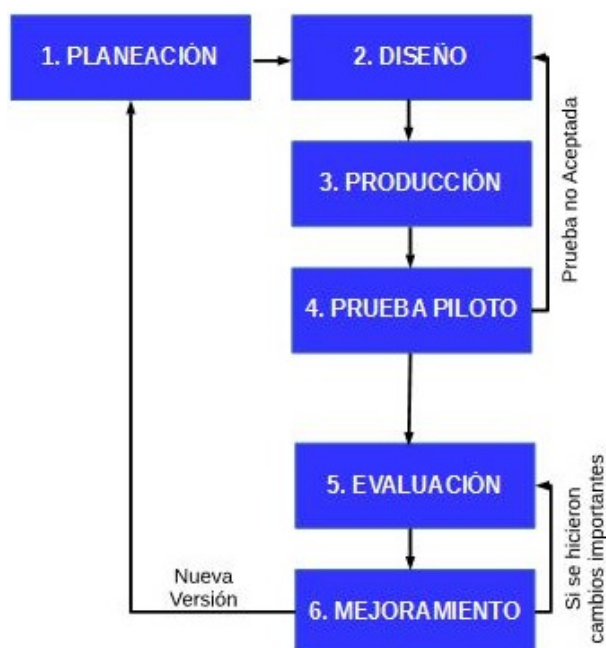 1. PLANEACIÓN
2. DISEÑO
3. PRODUCCIÓN
4. PRUEBA PILOTO
Prueba no Aceptada
5. EVALUACIÓN
6. MEJORAMIENTO
Si se hicieron
cambios importantes
Nueva
Versión